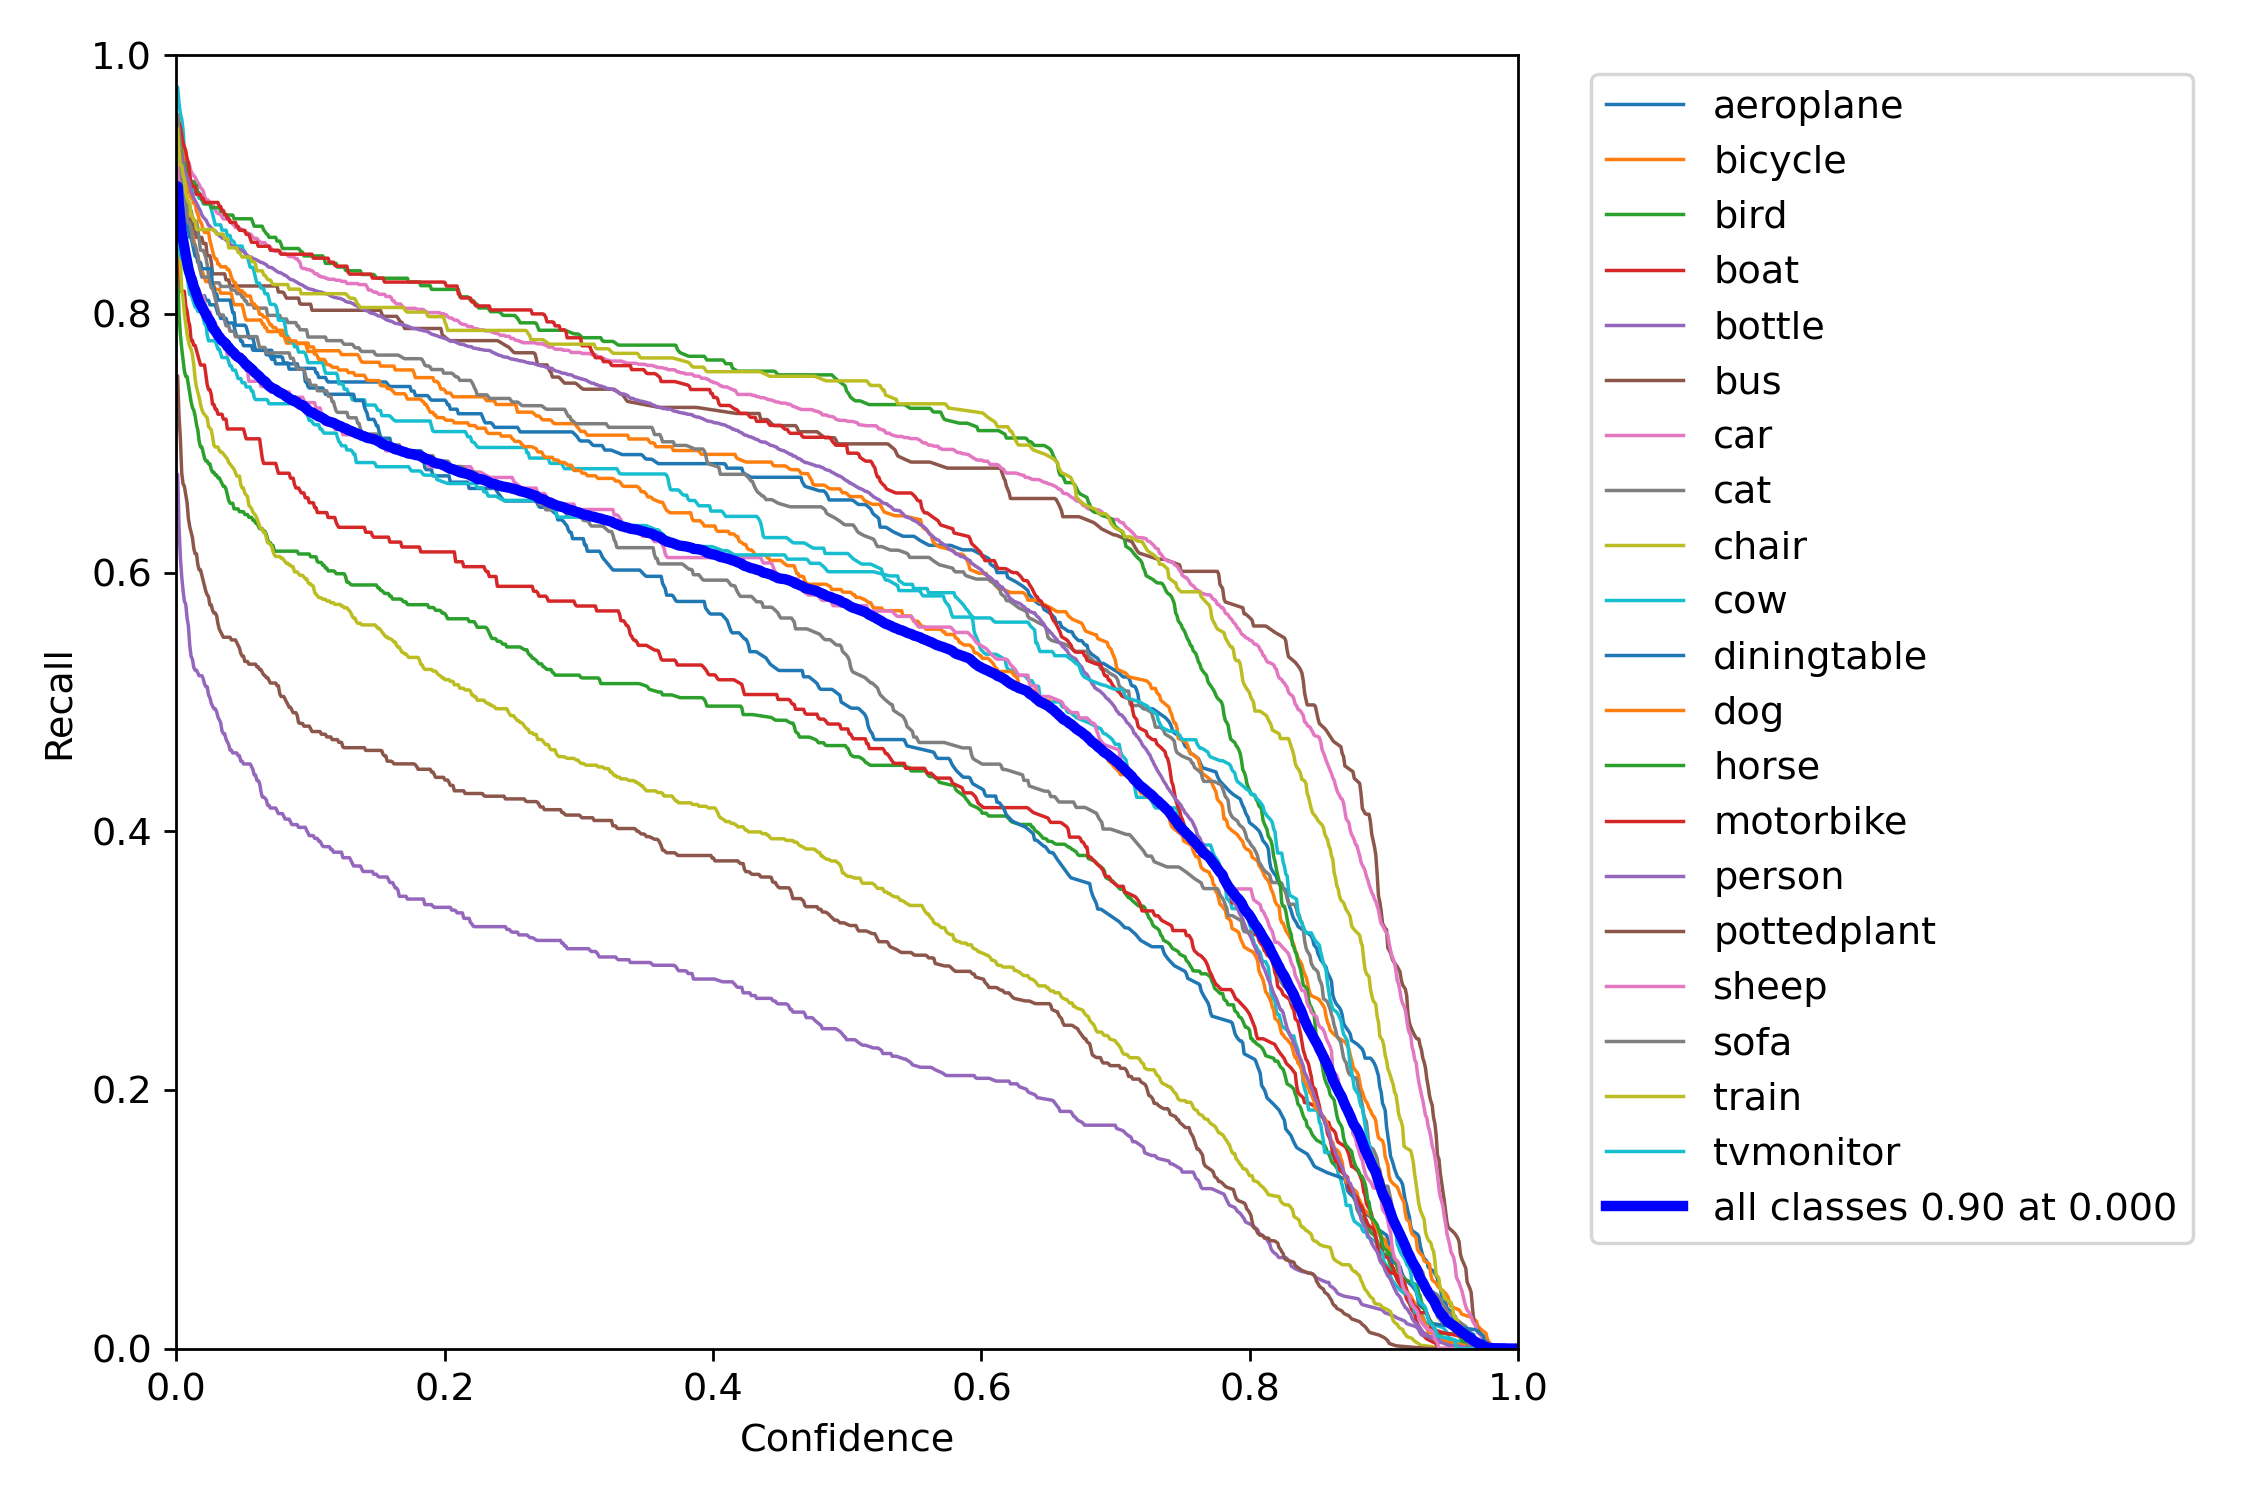 1.0
0.8
0.6
0.4
0.2
0.0
Recall
0.0 0.2 0.4 0.6 0.8 1.0
Confidence
aeroplane
bicycle
bird
boat
bottle
bus
car
cat
chair
cow
diningtable
dog
horse
motorbike
person
pottedplant
sheep
sofa
train
tvmonitor
all classes 0.90 at 0.000